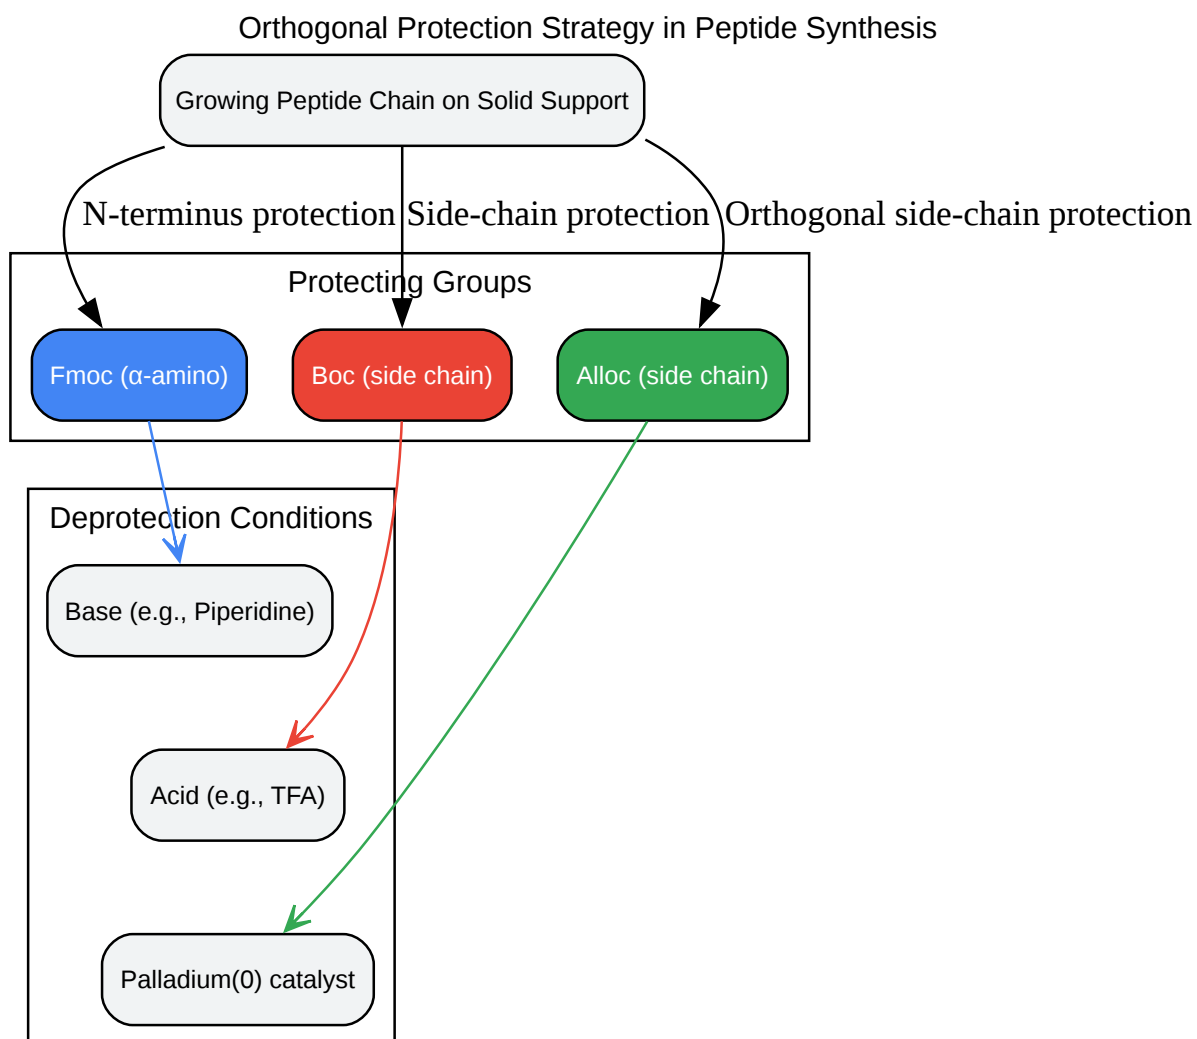 Orthogonal Protection Strategy in Peptide Synthesis
Growing Peptide Chain on Solid Support
N-terminus protection
Side-chain protection
Orthogonal side-chain protection
Protecting Groups
Fmoc (α-amino)
Boc (side chain)
Alloc (side chain)
Deprotection Conditions
Base (e.g., Piperidine)
Acid (e.g., TFA)
Palladium(0) catalyst